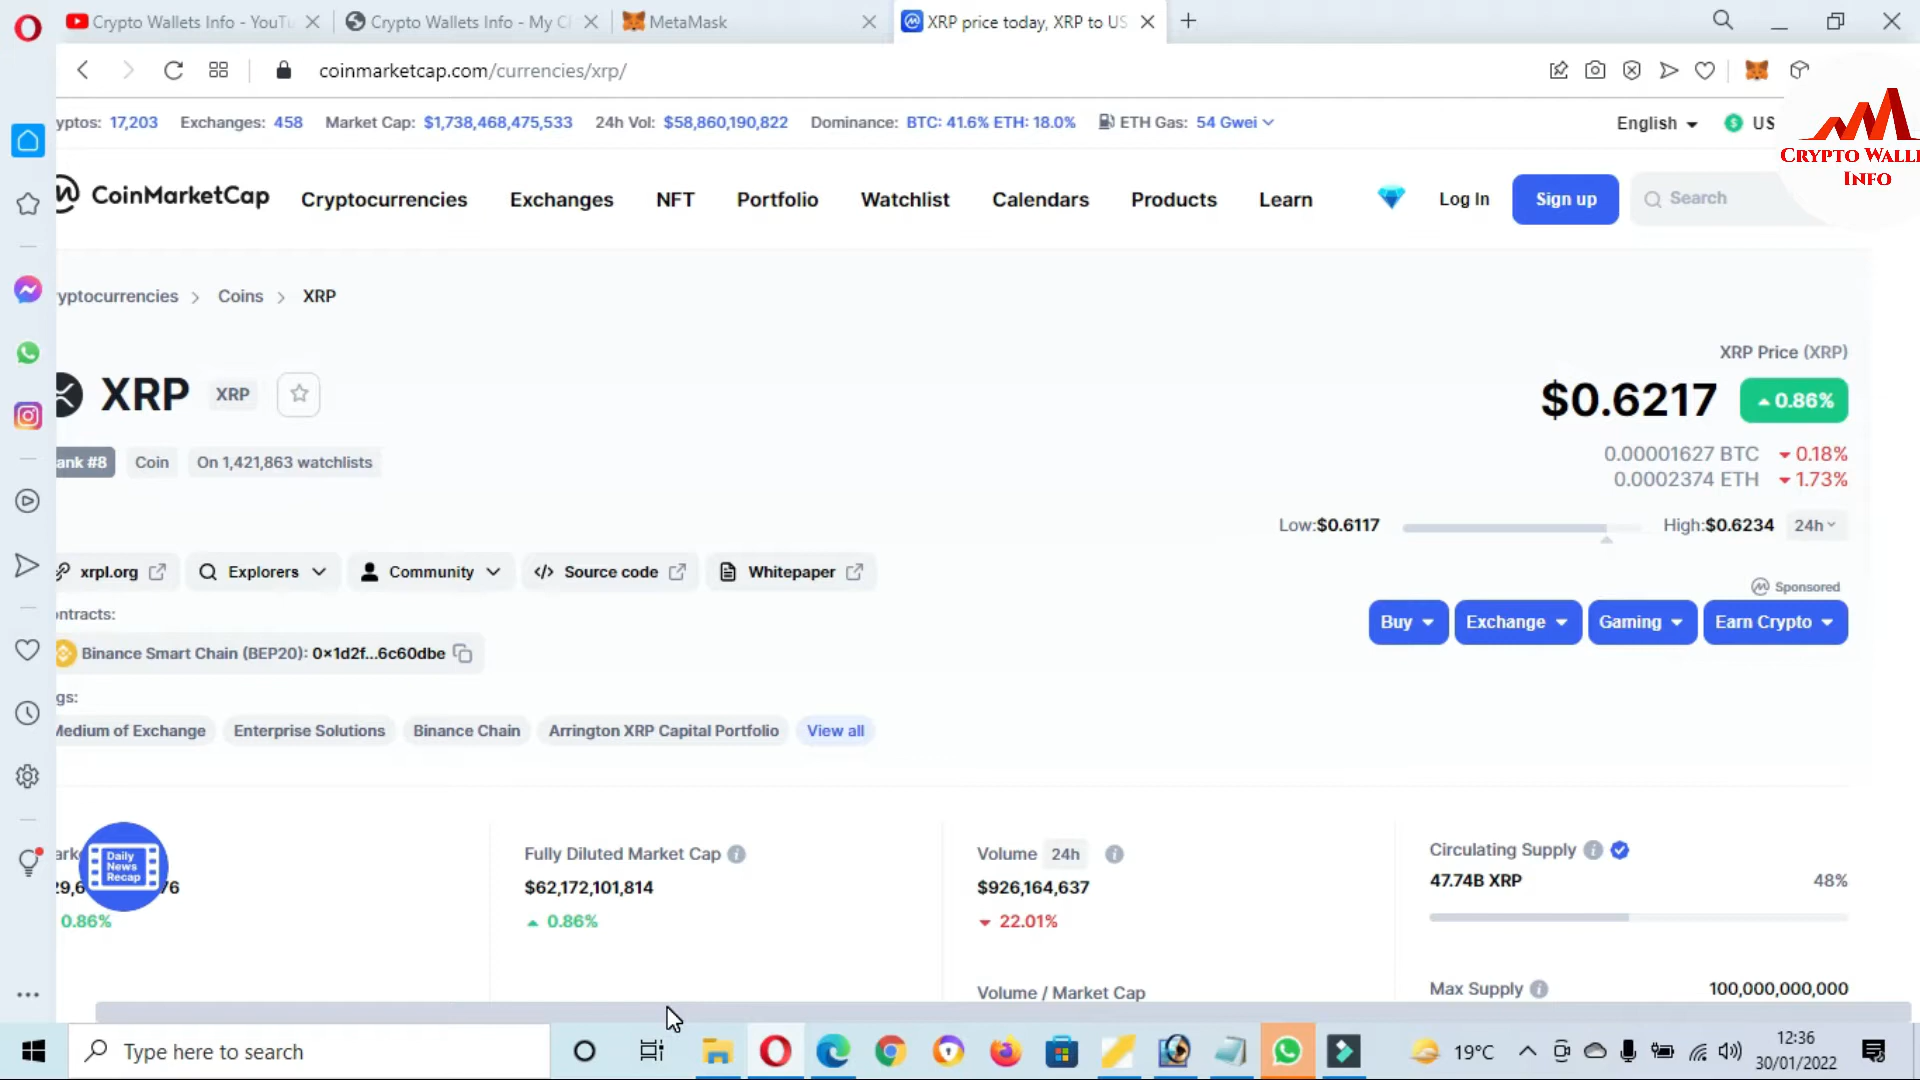 Crypto Wallets Info - YouTu
Crypto Wallets Info - My C
MetaMask
XRP price today, XRP to US
coinmarketcap.com/currencies/xrp/
yptos: 17,203 Exchanges: 458 Market Cap: $1,738,468,475,533 24h Vol: $58,860,190,822 Dominance: BTC: 41.6% ETH: 18.0% ETH Gas: 54 Gwei
English US
CRYPTO WALLE
INFO
CoinMarketCap Cryptocurrencies Exchanges NFT Portfolio Watchlist Calendars Products Learn Log In Sign up Search
yptocurrencies > Coins > XRP
XRP Price (XRP)
XRP XRP
$0.6217 0.86%
0.00001627 BTC 0.18%
ank #8 Coin On 1,421,863 watchlists
0.0002374 ETH 1.73%
Low:$0.6117 High:$0.6234 24h
xrpl.org Explorers Community </> Source code Whitepaper
Sponsored
ontracts:
Buy Exchange Gaming Earn Crypto
Binance Smart Chain (BEP20): 0×1d2f...6c60dbe
gs:
Medium of Exchange Enterprise Solutions Binance Chain Arrington XRP Capital Portfolio View all
Daily
News
Recap
ark
29,6 76
0.86%
Fully Diluted Market Cap
$62,172,101,814
0.86%
Volume 24h
$926,164,637
22.01%
Volume / Market Cap
Circulating Supply
47.74B XRP 48%
Max Supply 100,000,000,000
Type here to search
19°C
12:36
30/01/2022